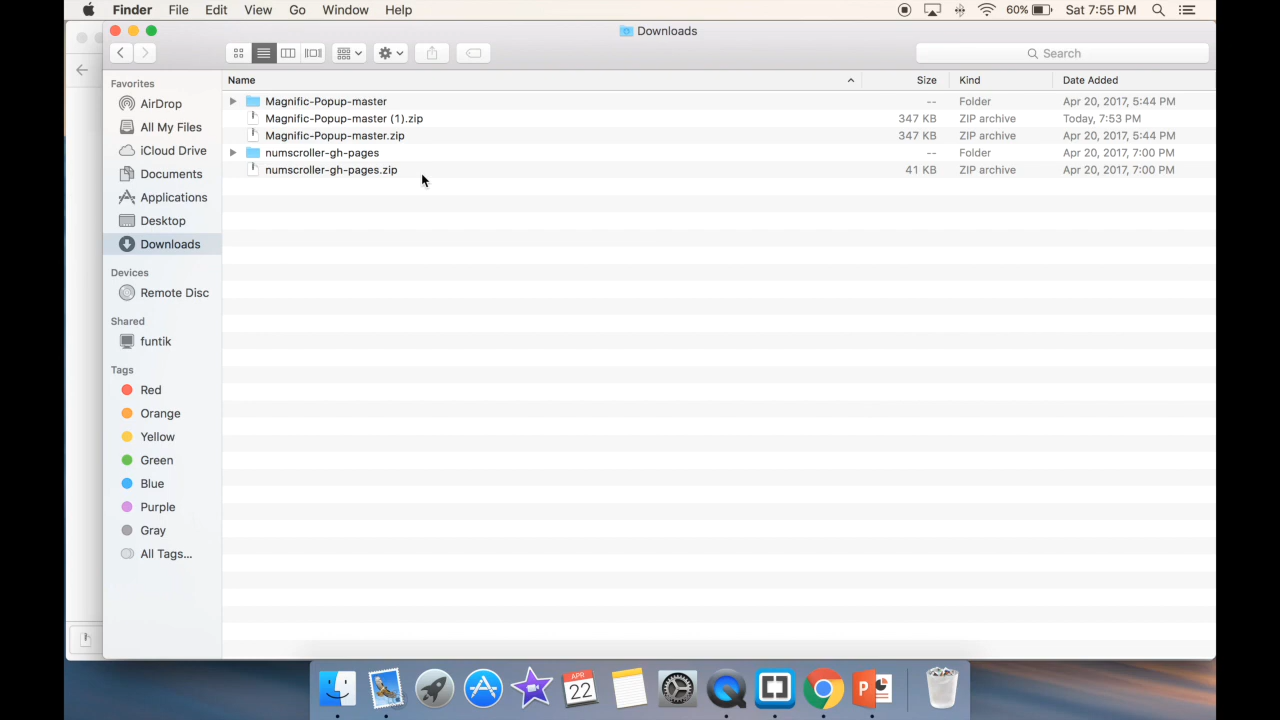 Finder File Edit View Go Window Help 60% Sat 7:55 PM
Downloads
Search
Favorites
AirDrop
All My Files
iCloud Drive
Documents
Applications
Desktop
Downloads
Devices
Remote Disc
Shared
funtik
Tags
Red
Orange
Yellow
Green
Blue
Purple
Gray
All Tags...
Name Size Kind Date Added
Magnific-Popup-master -- Folder Apr 20, 2017, 5:44 PM
Magnific-Popup-master (1).zip 347 KB ZIP archive Today, 7:53 PM
Magnific-Popup-master.zip 347 KB ZIP archive Apr 20, 2017, 5:44 PM
numscroller-gh-pages -- Folder Apr 20, 2017, 7:00 PM
numscroller-gh-pages.zip 41 KB ZIP archive Apr 20, 2017, 7:00 PM
APR
22
P